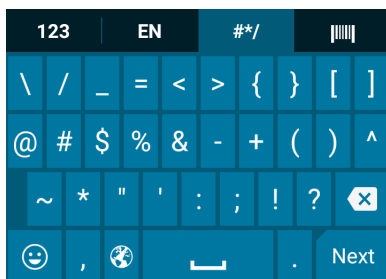 123 EN #*/
\ / _ = < > { } [ ]
@ # $ % & - + ( ) ^
~ * " ' : ; ! ?
, . Next